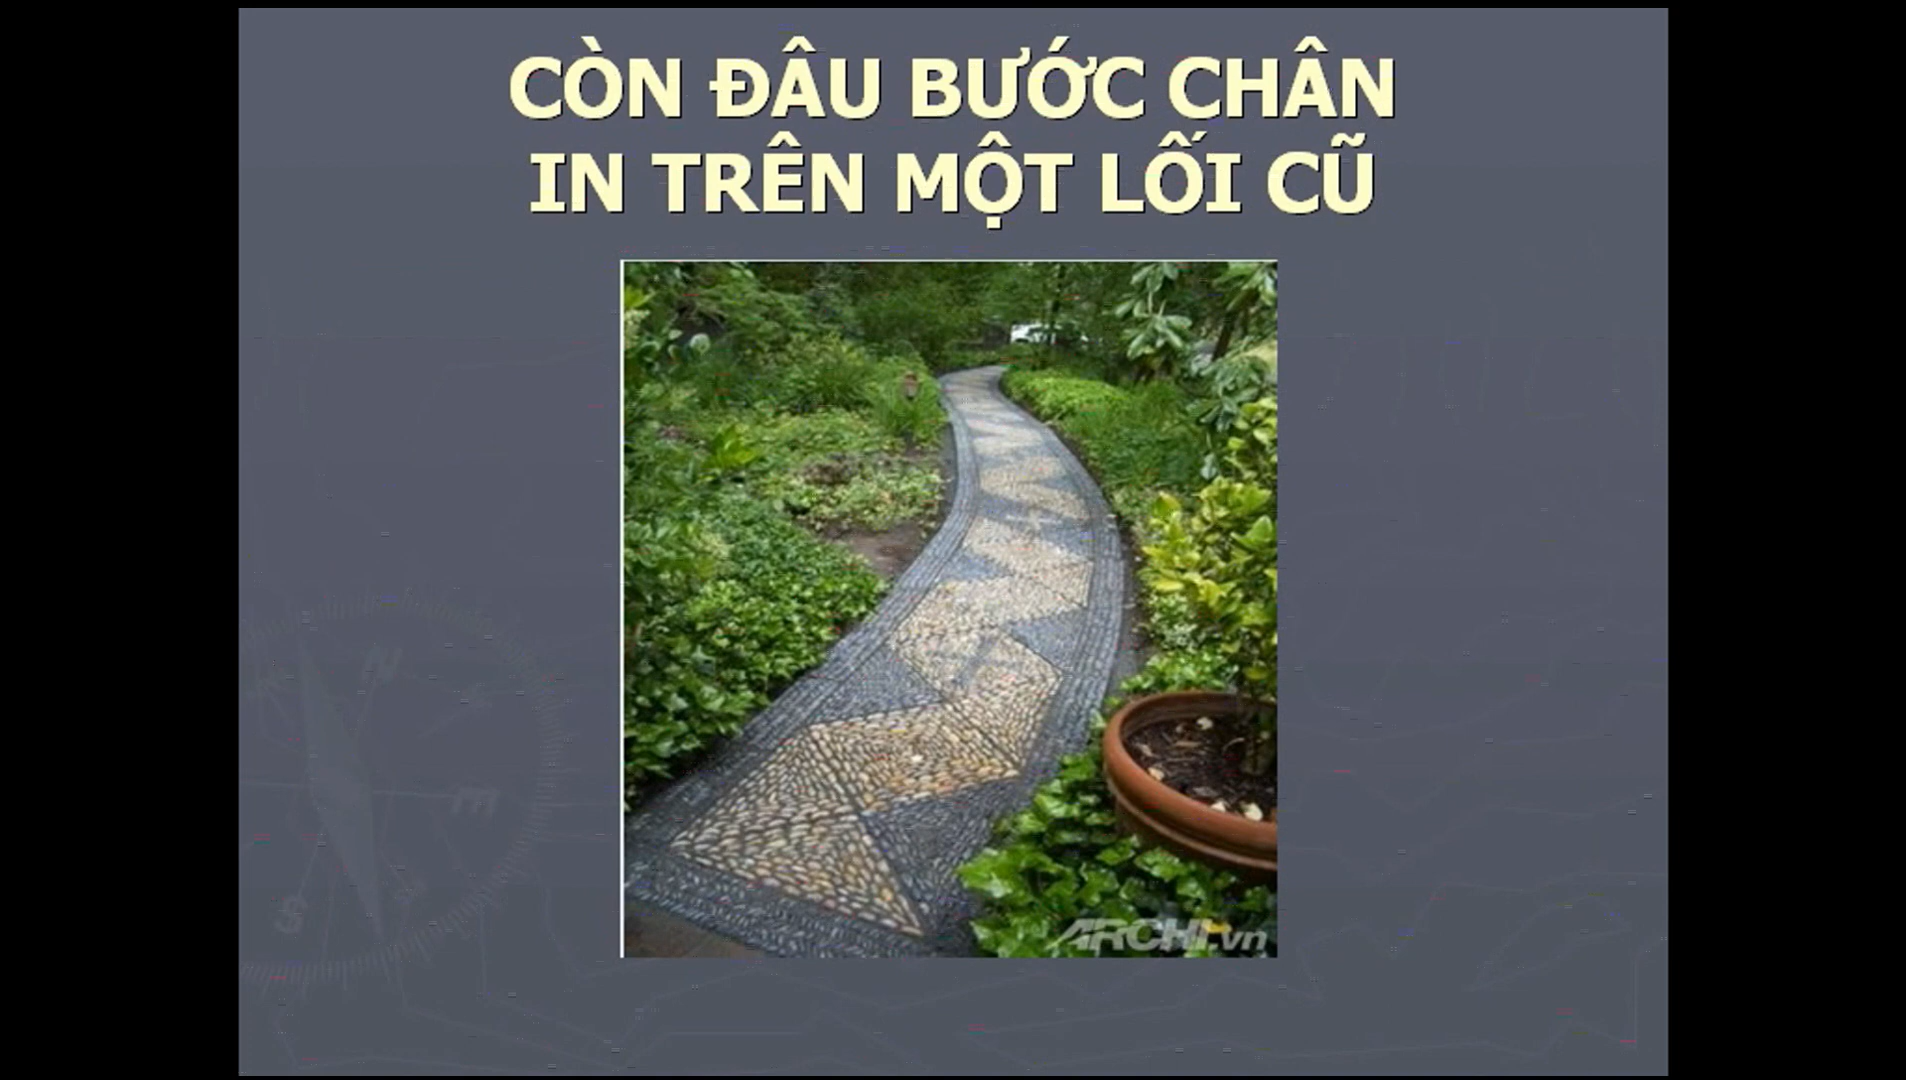 CÒN ĐÂU BƯỚC CHÂN
IN TRÊN MỘT LỐI CŨ
N
E
S
ARCHI.vn